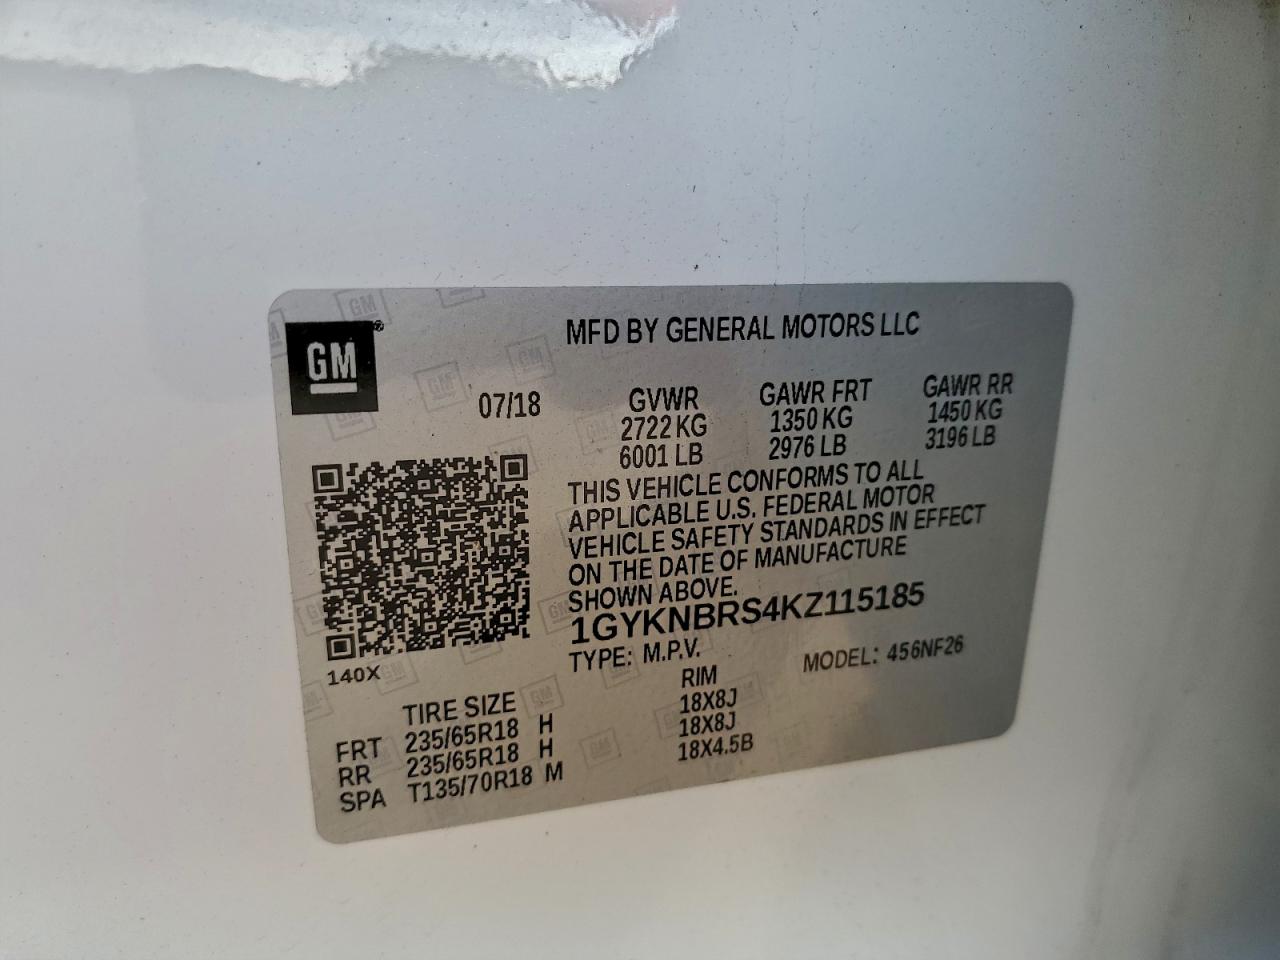 GM®
MFD BY GENERAL MOTORS LLC
07/18 GVWR GAWR FRT GAWR RR
2722 KG 1350 KG 1450 KG
6001 LB 2976 LB 3196 LB
THIS VEHICLE CONFORMS TO ALL
APPLICABLE U.S. FEDERAL MOTOR
VEHICLE SAFETY STANDARDS IN EFFECT
ON THE DATE OF MANUFACTURE
SHOWN ABOVE.
1GYKNBRS4KZ115185
TYPE: M.P.V. MODEL: 456NF26
140X
TIRE SIZE RIM
FRT 235/65R18 H 18X8J
RR 235/65R18 H 18X8J
SPA T135/70R18 M 18X4.5B